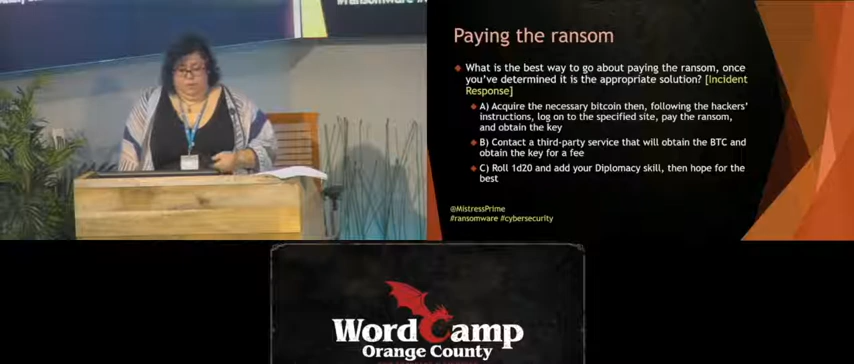 #ransomware
Paying the ransom
What is the best way to go about paying the ransom, once
you've determined it is the appropriate solution? [Incident
Response]
A) Acquire the necessary bitcoin then, following the hackers'
instructions, log on to the specified site, pay the ransom,
and obtain the key
B) Contact a third-party service that will obtain the BTC and
obtain the key for a fee
C) Roll 1d20 and add your Diplomacy skill, then hope for the
best
@MistressPrime
#ransomware #cybersecurity
WordCamp
Orange County